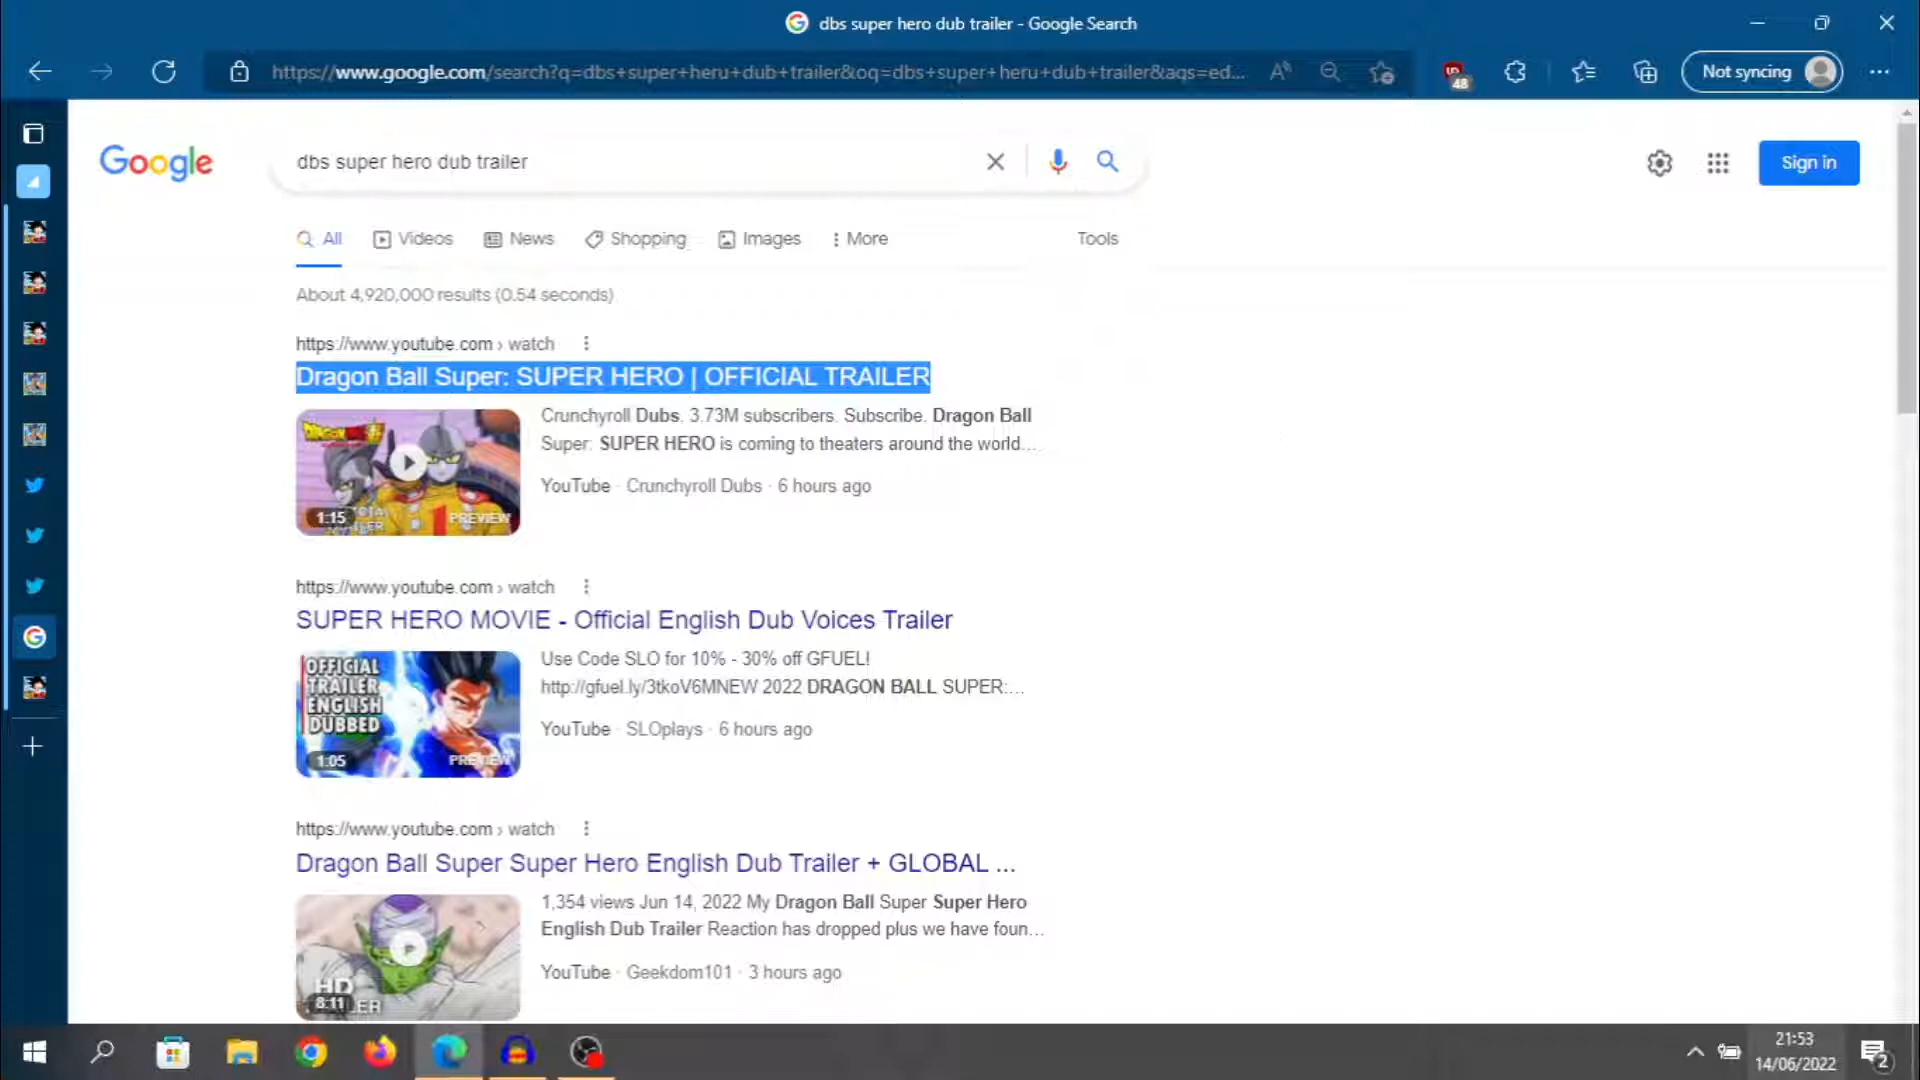 dbs super hero dub trailer - Google Search
https://www.google.com/search?q=dbs+super+heru+dub+trailer&oq=dbs+super+heru+dub+trailer&aqs=ed...
48
Not syncing
Google
dbs super hero dub trailer
Sign in
All
Videos
News
Shopping
Images
More
Tools
About 4,920,000 results (0.54 seconds)
https://www.youtube.com › watch
Dragon Ball Super: SUPER HERO | OFFICIAL TRAILER
Crunchyroll Dubs. 3.73M subscribers. Subscribe. Dragon Ball
Super: SUPER HERO is coming to theaters around the world...
YouTube · Crunchyroll Dubs · 6 hours ago
1:15
PREVIEW
https://www.youtube.com › watch
SUPER HERO MOVIE - Official English Dub Voices Trailer
OFFICIAL
TRAILER
ENGLISH
DUBBED
1:05
PREVIEW
Use Code SLO for 10% - 30% off GFUEL!
http://gfuel.ly/3tkoV6MNEW 2022 DRAGON BALL SUPER:...
YouTube · SLOplays · 6 hours ago
https://www.youtube.com › watch
Dragon Ball Super Super Hero English Dub Trailer + GLOBAL ...
HD
8:11
1,354 views Jun 14, 2022 My Dragon Ball Super Super Hero
English Dub Trailer Reaction has dropped plus we have foun...
YouTube · Geekdom101 · 3 hours ago
21:53
14/06/2022
2